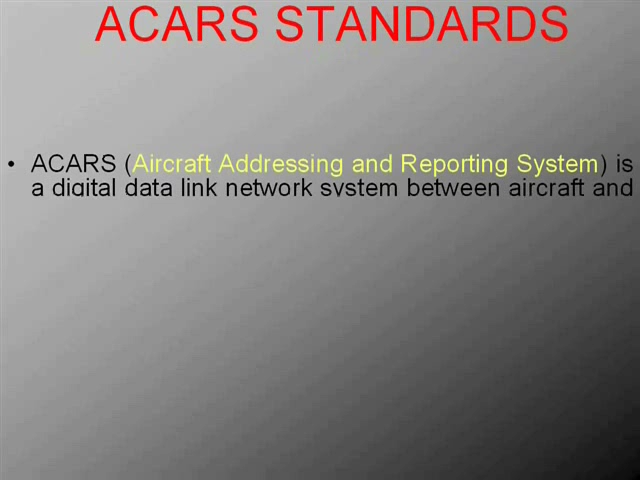 ACARS STANDARDS
• ACARS (Aircraft Addressing and Reporting System) is
a digital data link network system between aircraft and